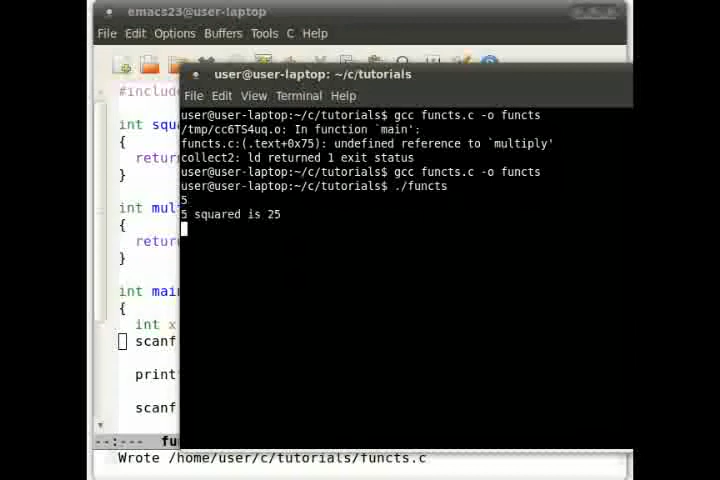 emacs23@user-laptop
File Edit Options Buffers Tools C Help
user@user-laptop: ~/c/tutorials
File Edit View Terminal Help
user@user-laptop:~/c/tutorials$ gcc functs.c -o functs
/tmp/cc6TS4uq.o: In function `main':
functs.c:(.text+0x75): undefined reference to `multiply'
collect2: ld returned 1 exit status
user@user-laptop:~/c/tutorials$ gcc functs.c -o functs
user@user-laptop:~/c/tutorials$ ./functs
5
5 squared is 25
#include
int squa
{
retur
}
int mul
{
retur
}
int main
{
int x
scanf
print
scanf
--:--- fu
Wrote /home/user/c/tutorials/functs.c